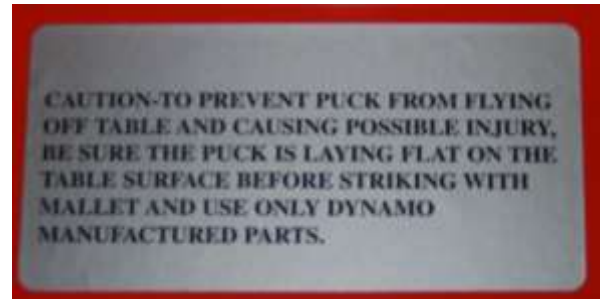 CAUTION-TO PREVENT PUCK FROM FLYING
OFF TABLE AND CAUSING POSSIBLE INJURY,
BE SURE THE PUCK IS LAYING FLAT ON THE
TABLE SURFACE BEFORE STRIKING WITH
MALLET AND USE ONLY DYNAMO
MANUFACTURED PARTS.